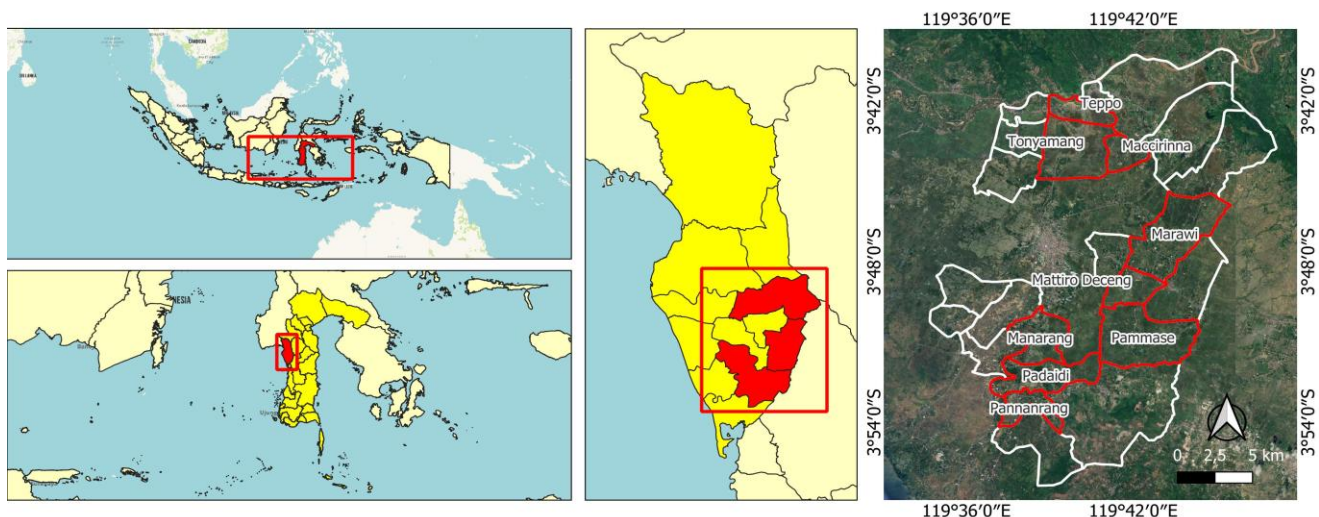 119°36′0″E
119°42′0″E
3°42′0″S
3°42′0″S
Teppo
Tonyamang
Maccirinna
Marawi
3°48′0″S
3°48′0″S
Mattiro Deceng
NESIA
Manarang
Pammase
Padaidi
Pannanrang
3°54′0″S
3°54′0″S
0 2,5 5 km
119°36′0″E
119°42′0″E